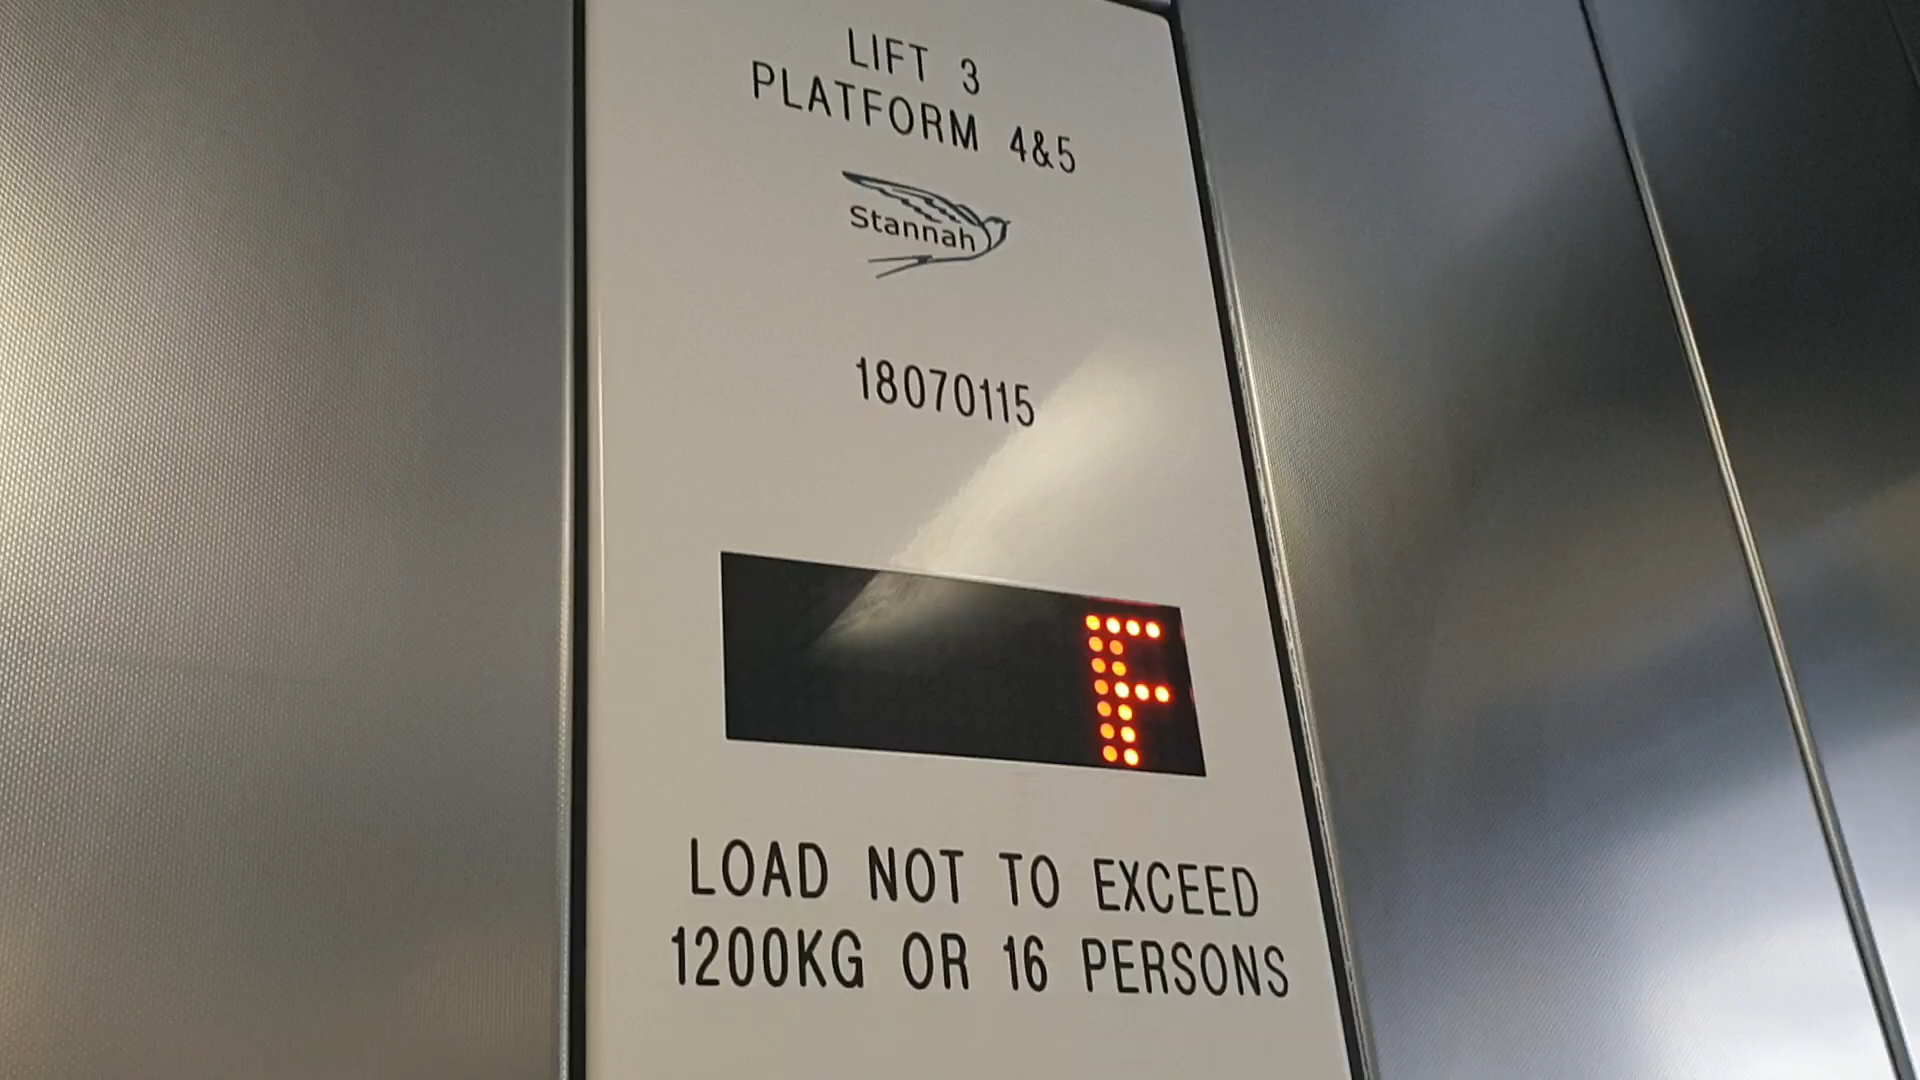 LIFT 3
PLATFORM 4&5
Stannah
18070115
F
LOAD NOT TO EXCEED
1200KG OR 16 PERSONS